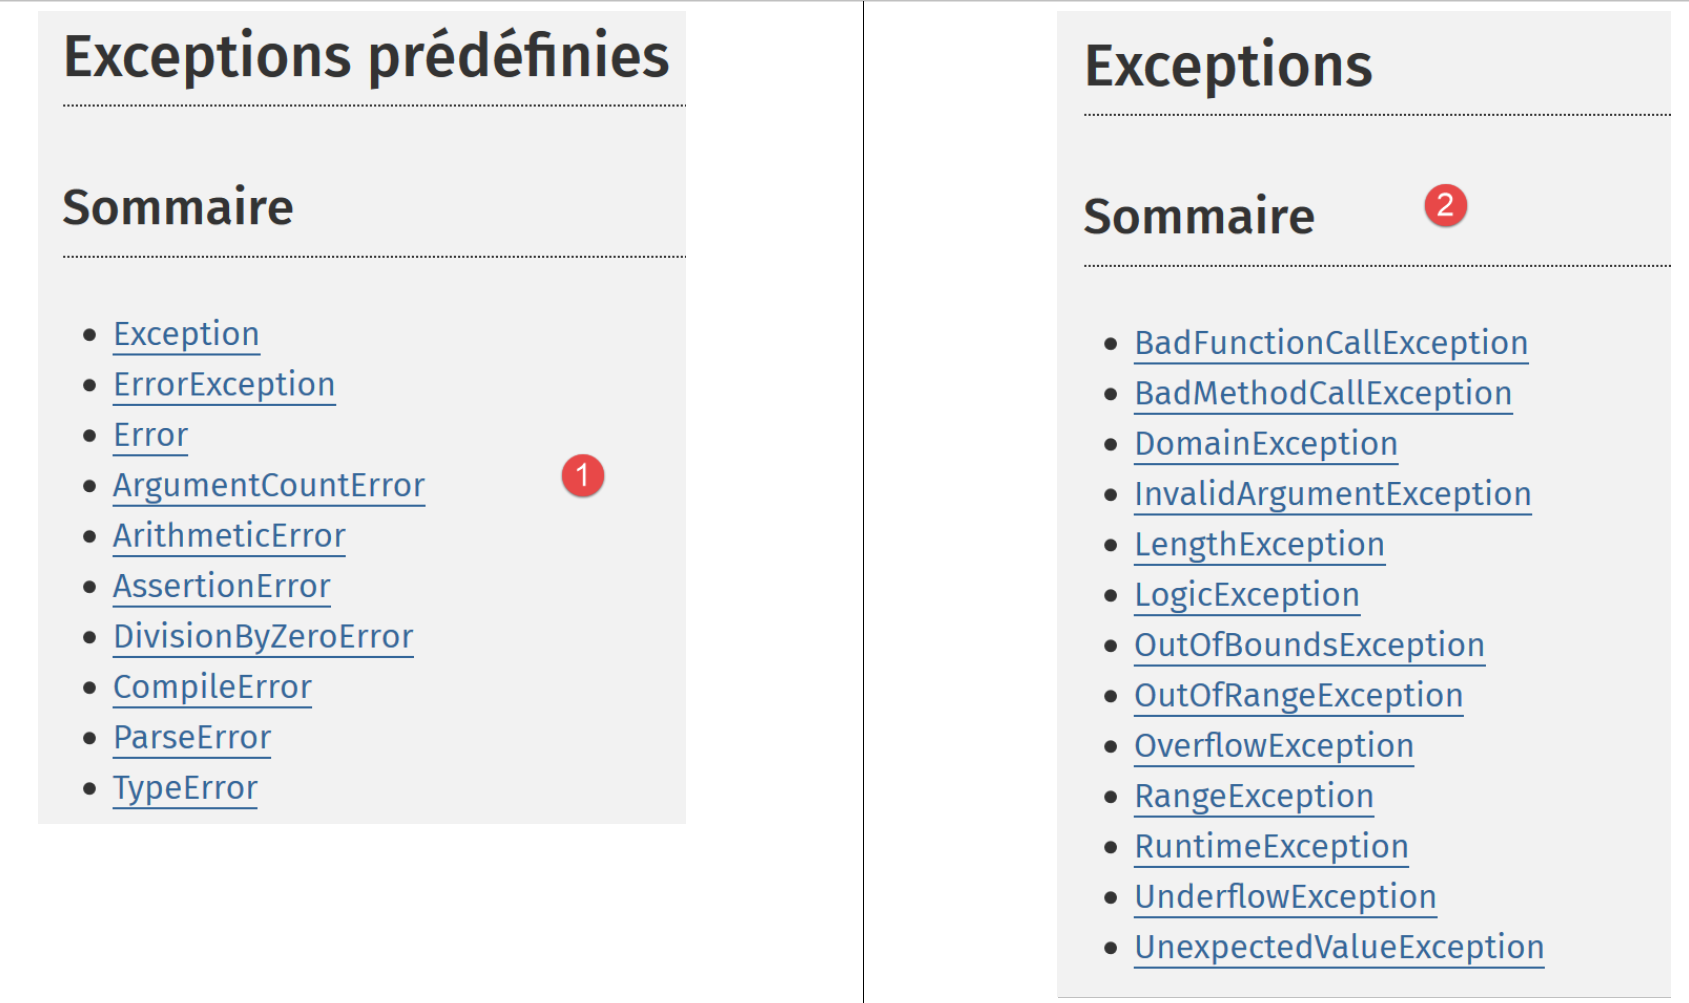 Exceptions prédéfinies
Sommaire
Exception
ErrorException
Error
ArgumentCountError
1
ArithmeticError
AssertionError
DivisionByZeroError
CompileError
ParseError
TypeError
Exceptions
Sommaire
2
BadFunctionCallException
BadMethodCallException
DomainException
InvalidArgumentException
LengthException
LogicException
OutOfBoundsException
OutOfRangeException
OverflowException
RangeException
RuntimeException
UnderflowException
UnexpectedValueException